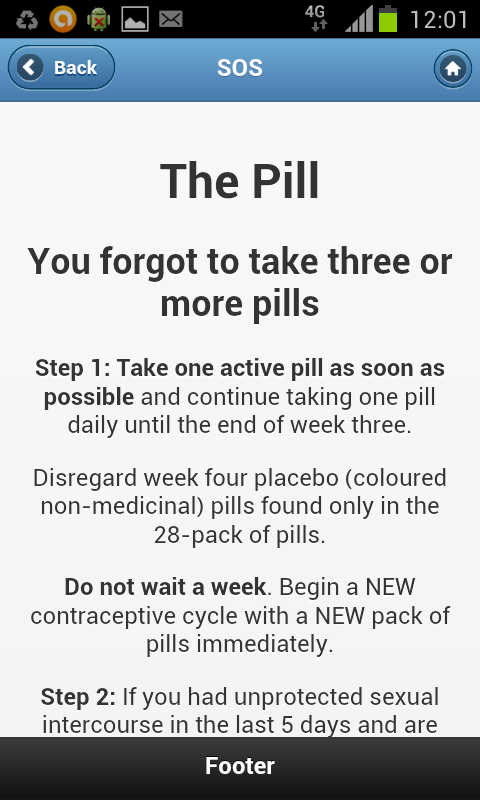 4G 12:01
Back SOS
The Pill
You forgot to take three or
more pills
Step 1: Take one active pill as soon as
possible and continue taking one pill
daily until the end of week three.
Disregard week four placebo (coloured
non-medicinal) pills found only in the
28-pack of pills.
Do not wait a week. Begin a NEW
contraceptive cycle with a NEW pack of
pills immediately.
Step 2: If you had unprotected sexual
intercourse in the last 5 days and are
Footer